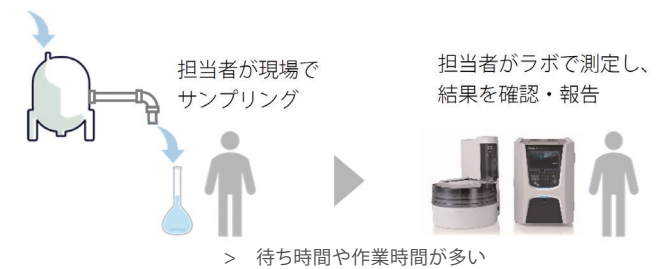 担当者が現場で
サンプリング
担当者がラボで測定し、
結果を確認・報告
> 待ち時間や作業時間が多い